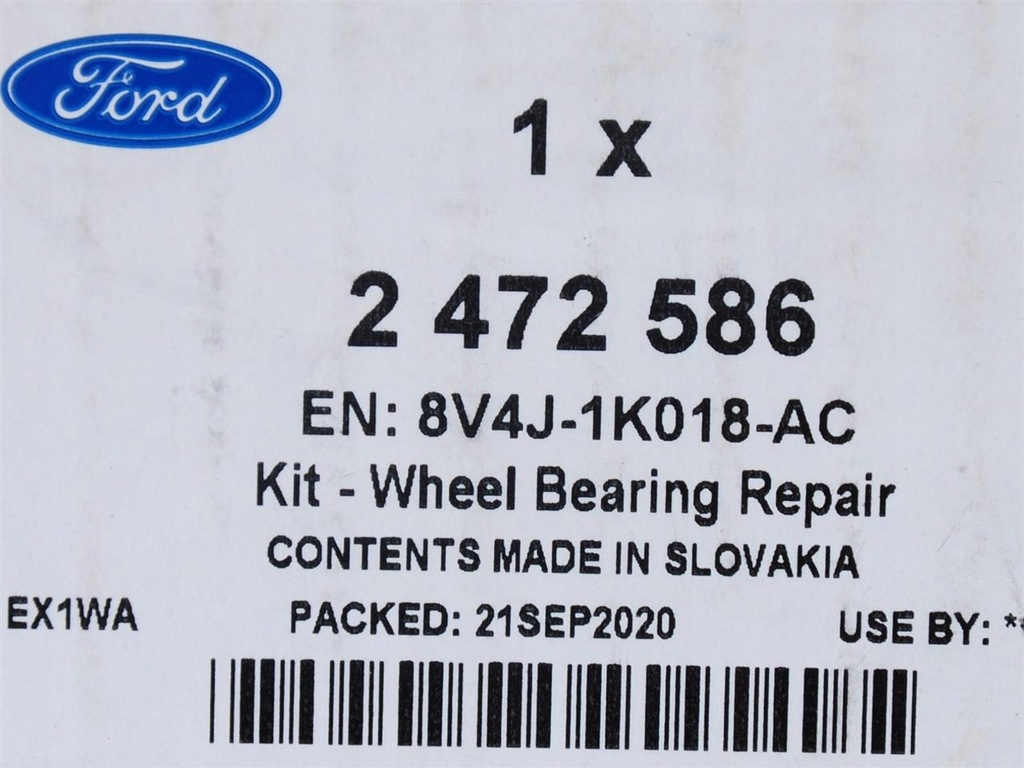 Ford
1 x
2 472 586
EN: 8V4J-1K018-AC
Kit - Wheel Bearing Repair
CONTENTS MADE IN SLOVAKIA
EX1WA PACKED: 21SEP2020 USE BY: **